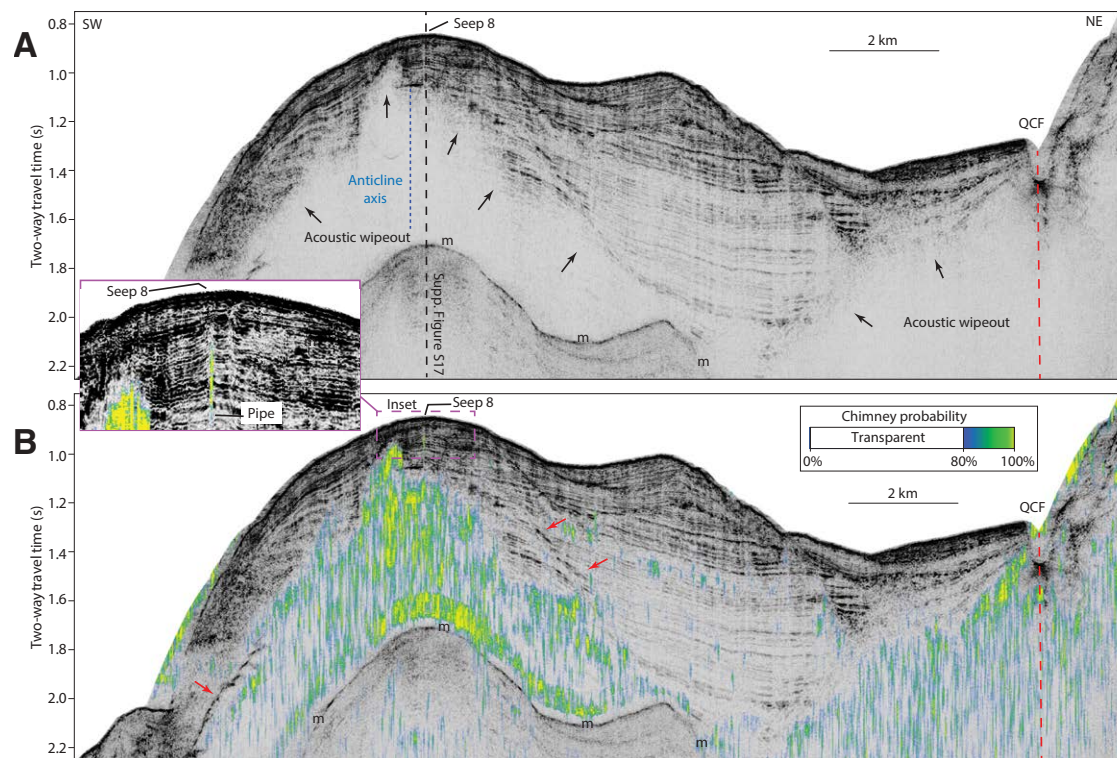 A
SW
Seep 8
NE
2 km
QCF
0.8
1.0
1.2
1.4
1.6
1.8
2.0
2.2
Two-way travel time (s)
Anticline
axis
Acoustic wipeout
m
Supp. Figure S17
m
m
Acoustic wipeout
Seep 8
Pipe
B
Inset
Seep 8
Chimney probability
Transparent
0%
80%
100%
2 km
QCF
0.8
1.0
1.2
1.4
1.6
1.8
2.0
2.2
Two-way travel time (s)
m
m
m
m